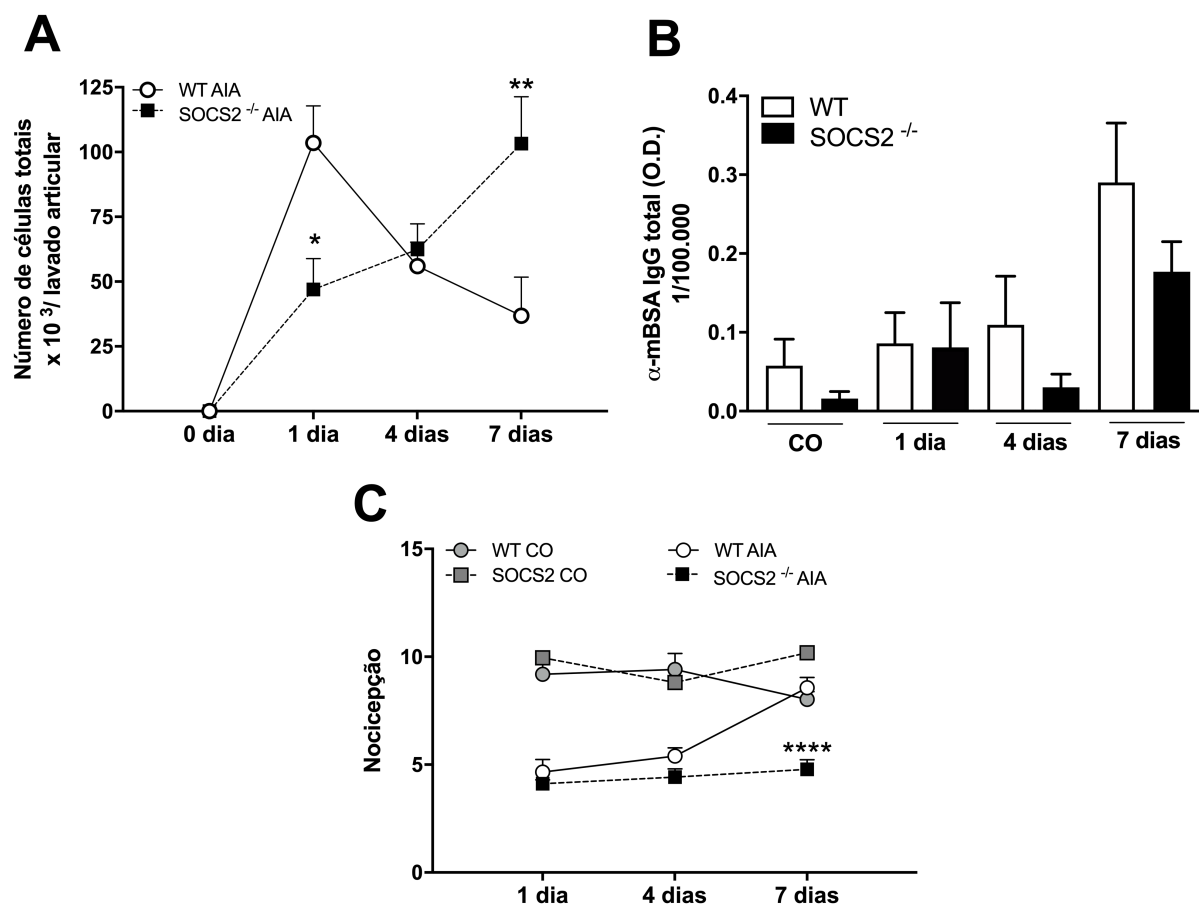 A
Número de células totais
x 10 ³/ lavado articular
125
100
75
50
25
0
WT AIA
SOCS2 -/- AIA
*
**
0 dia
1 dia
4 dias
7 dias
B
α-mBSA IgG total (O.D.)
1/100.000
0.4
0.3
0.2
0.1
0.0
WT
SOCS2 -/-
CO
1 dia
4 dias
7 dias
C
Nocicepção
15
10
5
0
WT CO
SOCS2 CO
WT AIA
SOCS2 -/- AIA
****
1 dia
4 dias
7 dias